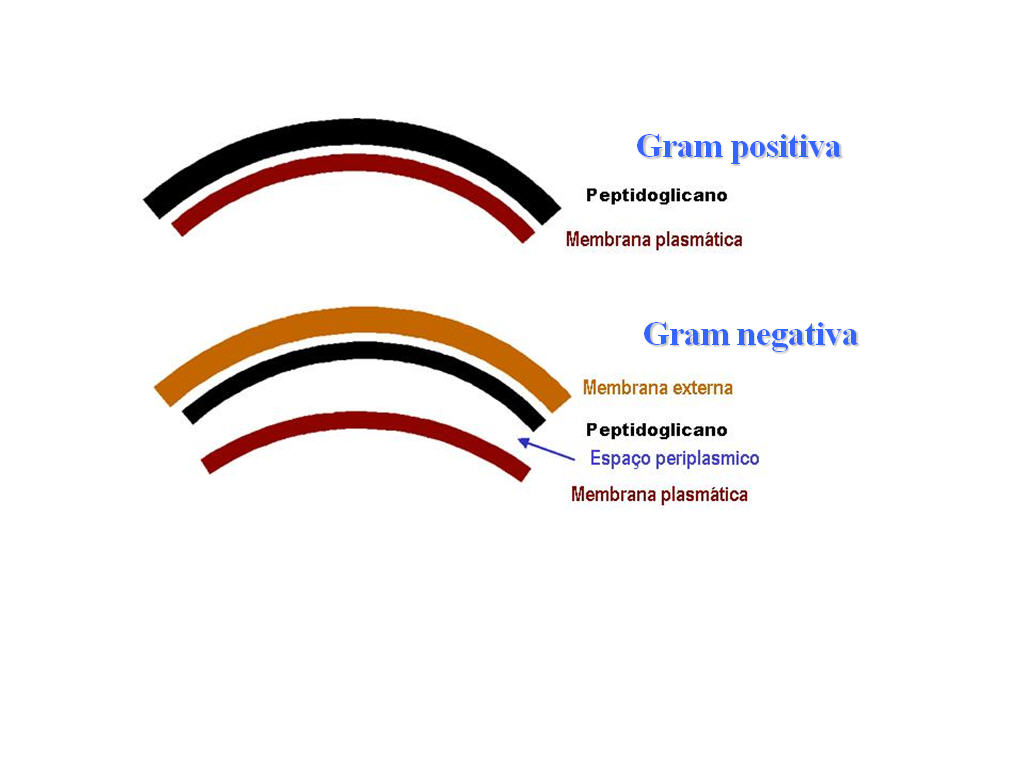 Gram positiva
Peptidoglicano
Membrana plasmática
Gram negativa
Membrana externa
Peptidoglicano
Espaço periplasmico
Membrana plasmática